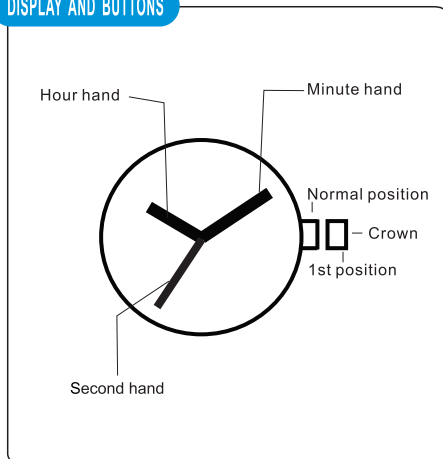 DISPLAY AND BUTTONS
Hour hand
Minute hand
Normal position
Crown
1st position
Second hand